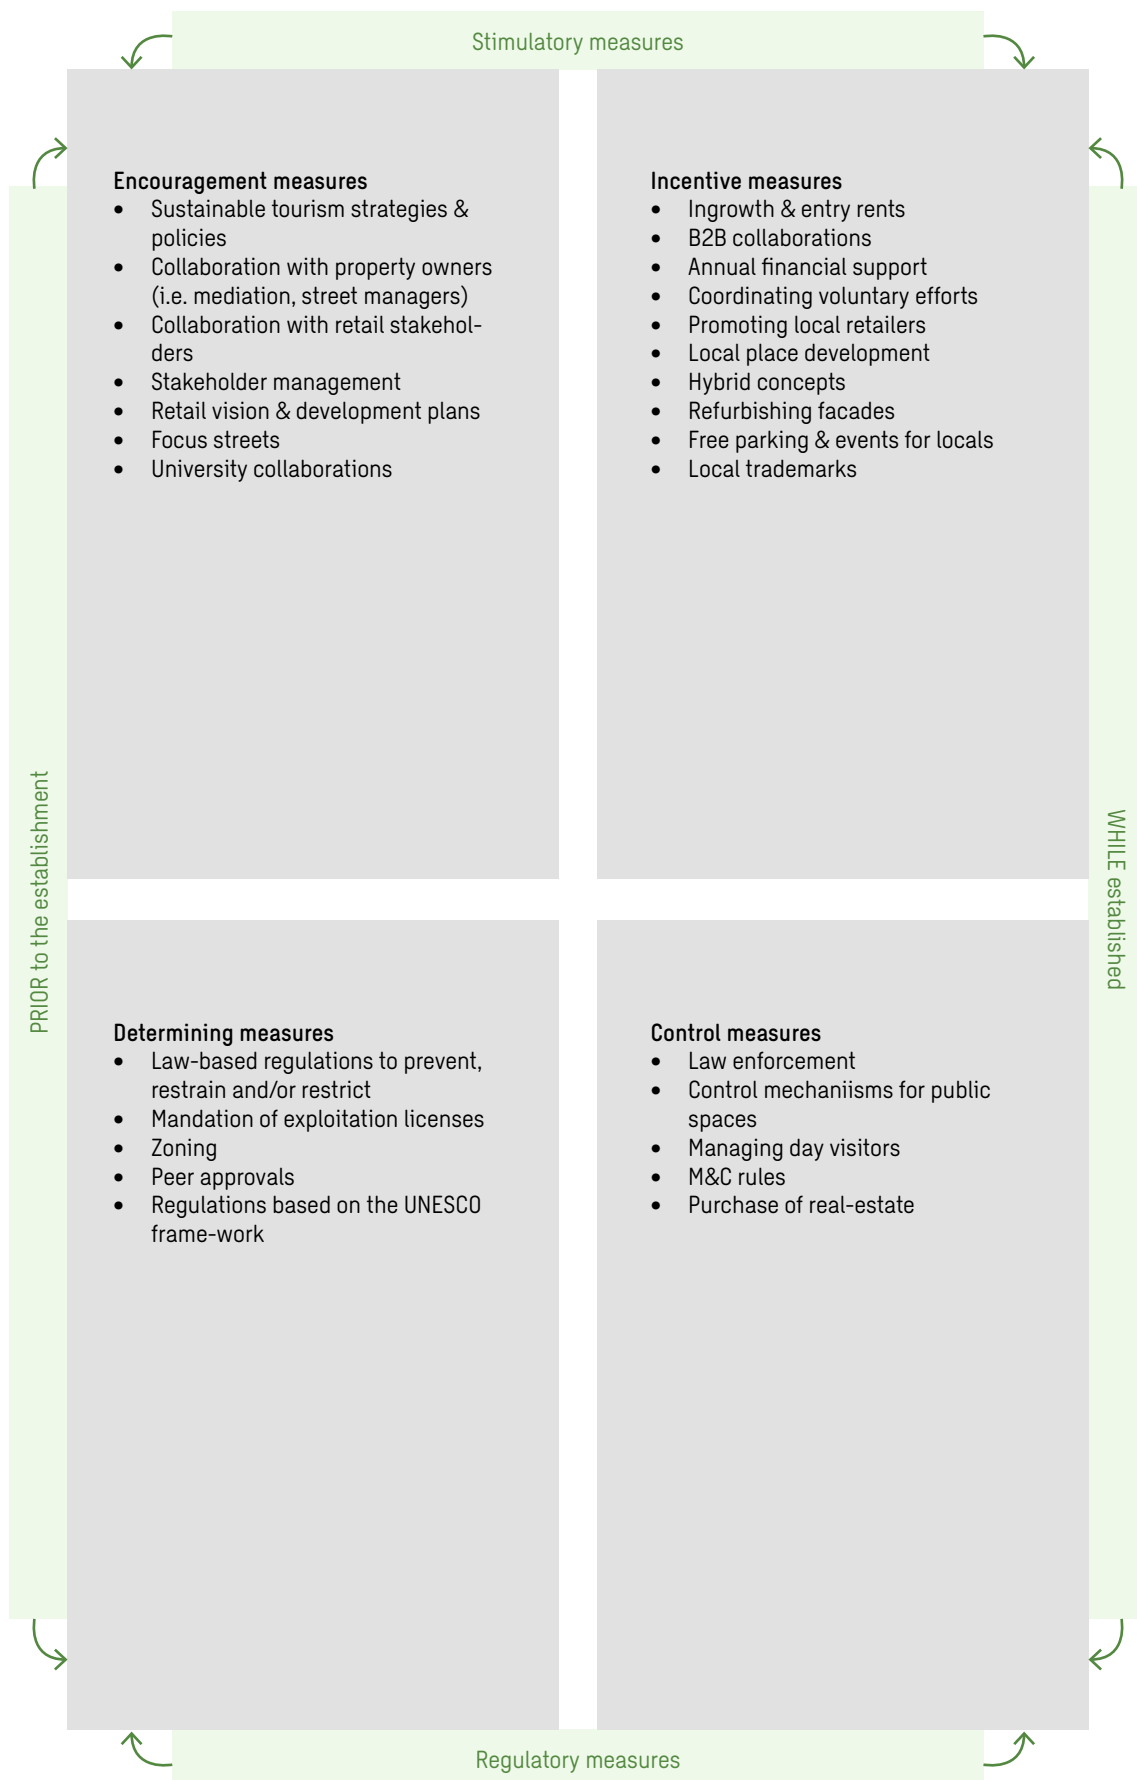 Stimulatory measures
Encouragement measures
• Sustainable tourism strategies &
policies
• Collaboration with property owners
(i.e. mediation, street managers)
• Collaboration with retail stakehol-
ders
• Stakeholder management
• Retail vision & development plans
• Focus streets
• University collaborations
Incentive measures
• Ingrowth & entry rents
• B2B collaborations
• Annual financial support
• Coordinating voluntary efforts
• Promoting local retailers
• Local place development
• Hybrid concepts
• Refurbishing facades
• Free parking & events for locals
• Local trademarks
PRIOR to the establishment
WHILE established
Determining measures
• Law-based regulations to prevent,
restrain and/or restrict
• Mandation of exploitation licenses
• Zoning
• Peer approvals
• Regulations based on the UNESCO
frame-work
Control measures
• Law enforcement
• Control mechaniisms for public
spaces
• Managing day visitors
• M&C rules
• Purchase of real-estate
Regulatory measures